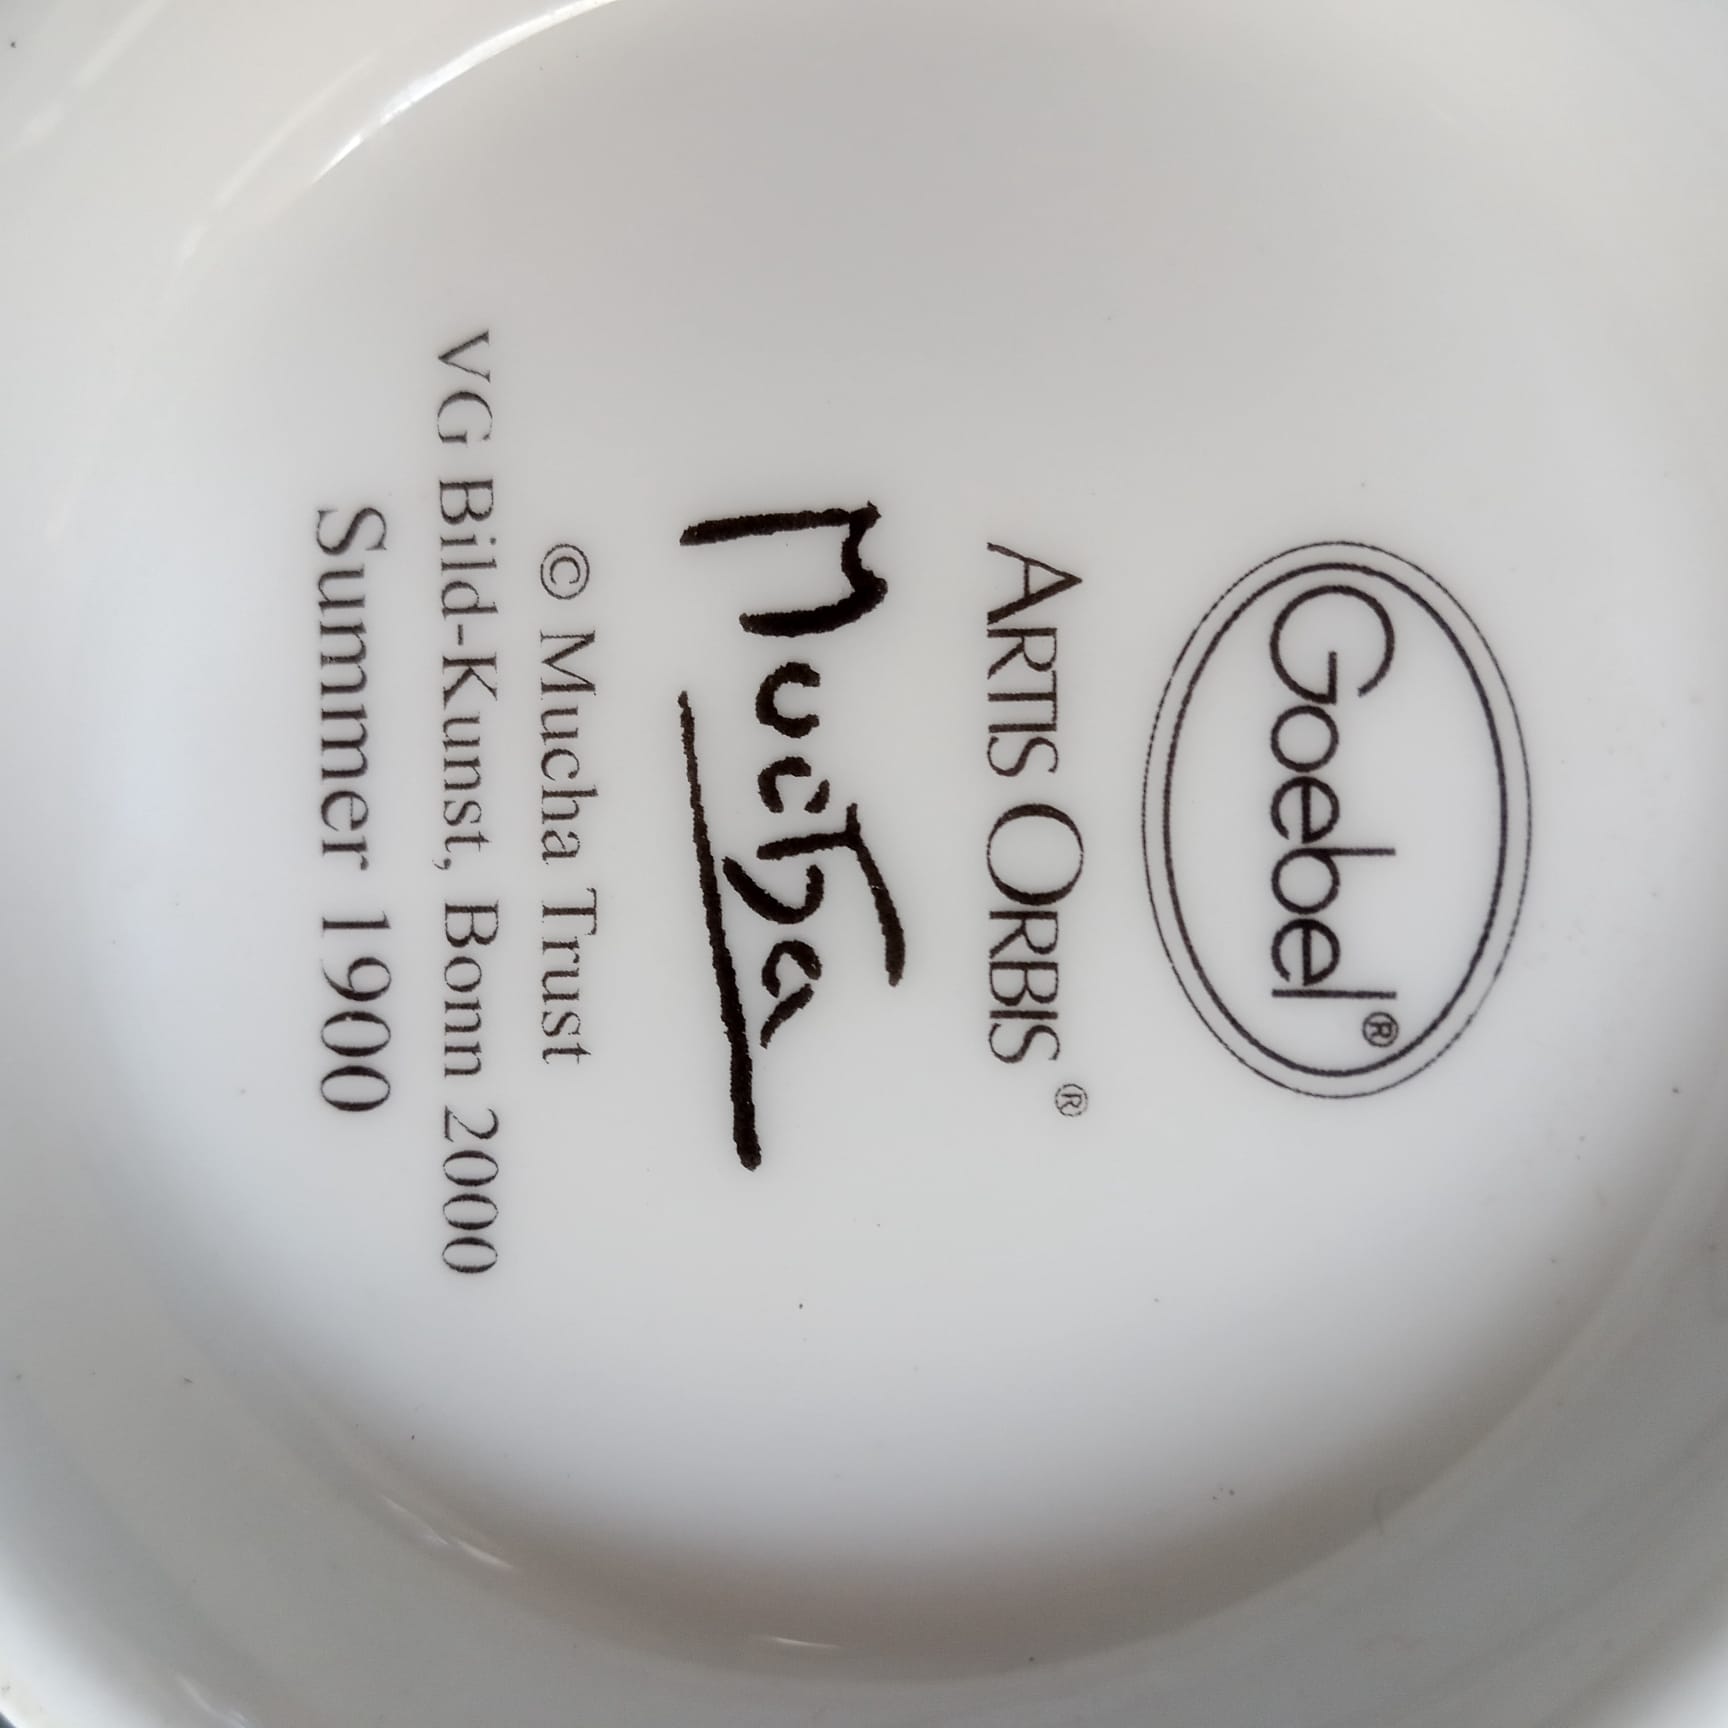 Goebel®
ARTIS ORBIS®
Mucha
© Mucha Trust
VG Bild-Kunst, Bonn 2000
Summer 1900